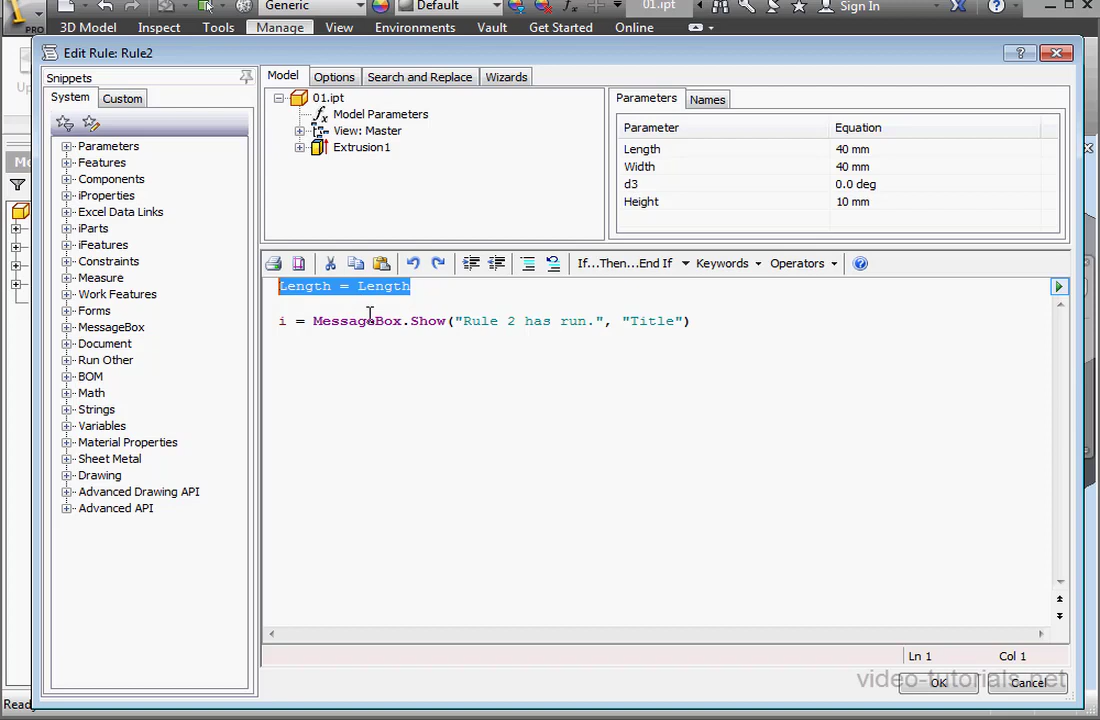 Generic
Default
01.ipt
Sign In
PRO
3D Model
Inspect
Tools
Manage
View
Environments
Vault
Get Started
Online
Edit Rule: Rule2
Snippets
System
Custom
Parameters
Features
Components
iProperties
Excel Data Links
iParts
iFeatures
Constraints
Measure
Work Features
Forms
MessageBox
Document
Run Other
BOM
Math
Strings
Variables
Material Properties
Sheet Metal
Drawing
Advanced Drawing API
Advanced API
Model
Options
Search and Replace
Wizards
01.ipt
Model Parameters
View: Master
Extrusion1
Parameters
Names
Parameter Equation
Length 40 mm
Width 40 mm
d3 0.0 deg
Height 10 mm
If...Then...End If
Keywords
Operators
Length = Length
i = MessageBox.Show("Rule 2 has run.", "Title")
Ln 1
Col 1
OK
Cancel
video-tutorials.net